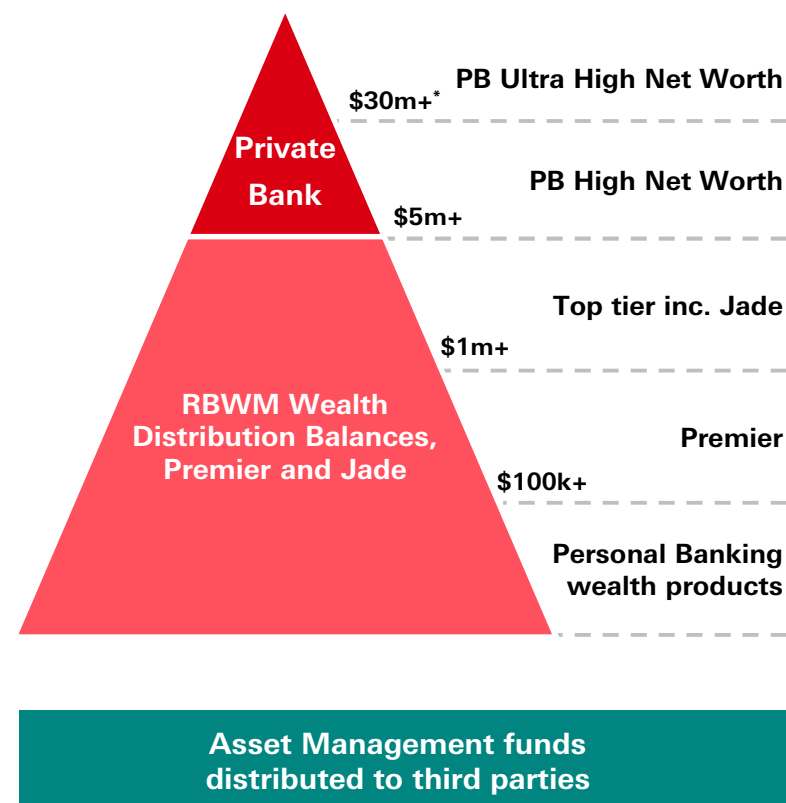 PB Ultra High Net Worth
$30m+*
Private
Bank
PB High Net Worth
$5m+
Top tier inc. Jade
$1m+
RBWM Wealth
Distribution Balances,
Premier and Jade
Premier
$100k+
Personal Banking
wealth products
Asset Management funds
distributed to third parties